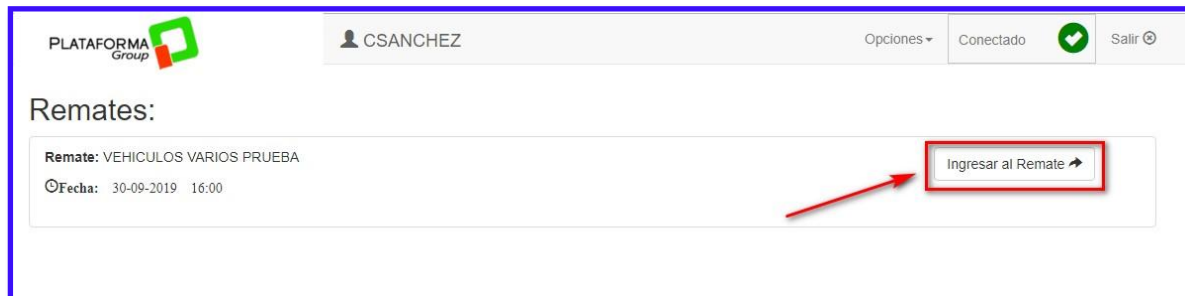 PLATAFORMA
Group
CSANCHEZ
Opciones
Conectado
Salir
Remates:
Remate: VEHICULOS VARIOS PRUEBA
Ingresar al Remate
Fecha: 30-09-2019 16:00